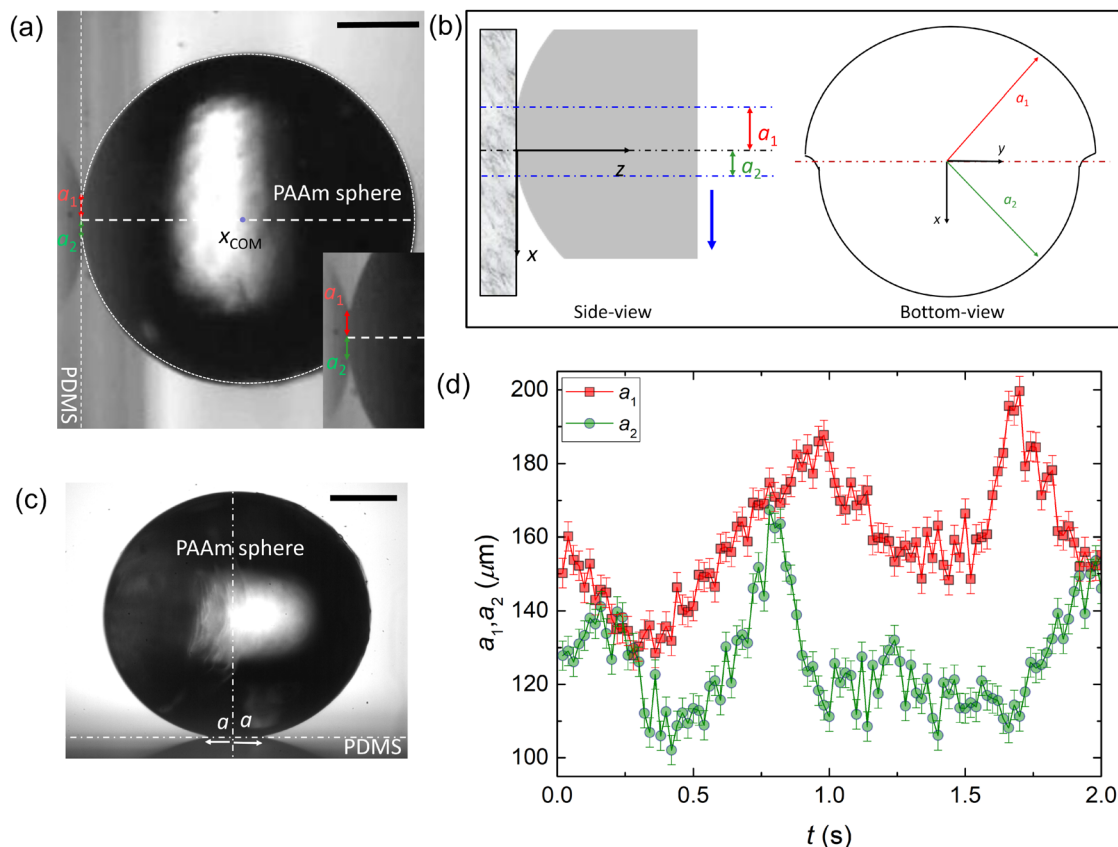 (a)
PAAm sphere
a₁
a₂
x_COM
a₁
a₂
PDMS
(b)
a₁
a₂
z
x
Side-view
a₁
y
x
a₂
Bottom-view
(c)
PAAm sphere
a a
PDMS
(d)
200
180
160
140
120
100
a₁,a₂ (μm)
a₁
a₂
0.0 0.5 1.0 1.5 2.0
t (s)